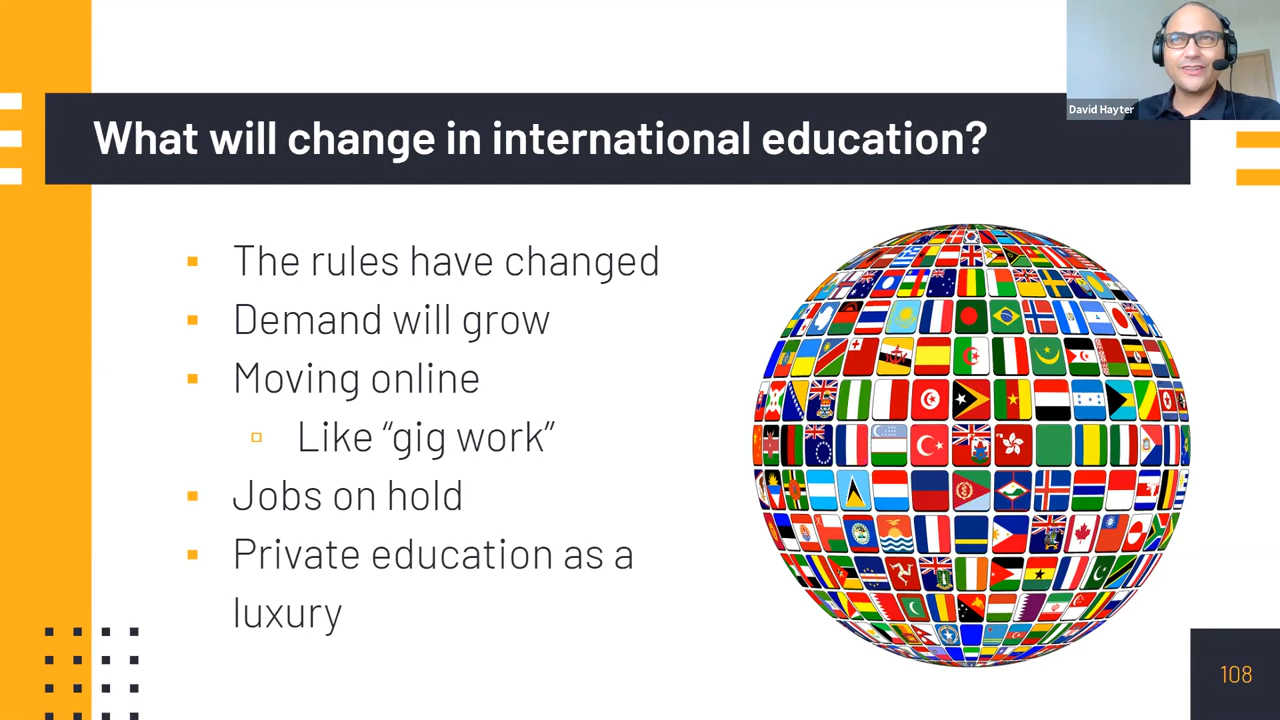 David Hayter
What will change in international education?
The rules have changed
Demand will grow
Moving online
Like “gig work”
Jobs on hold
Private education as a
luxury
108